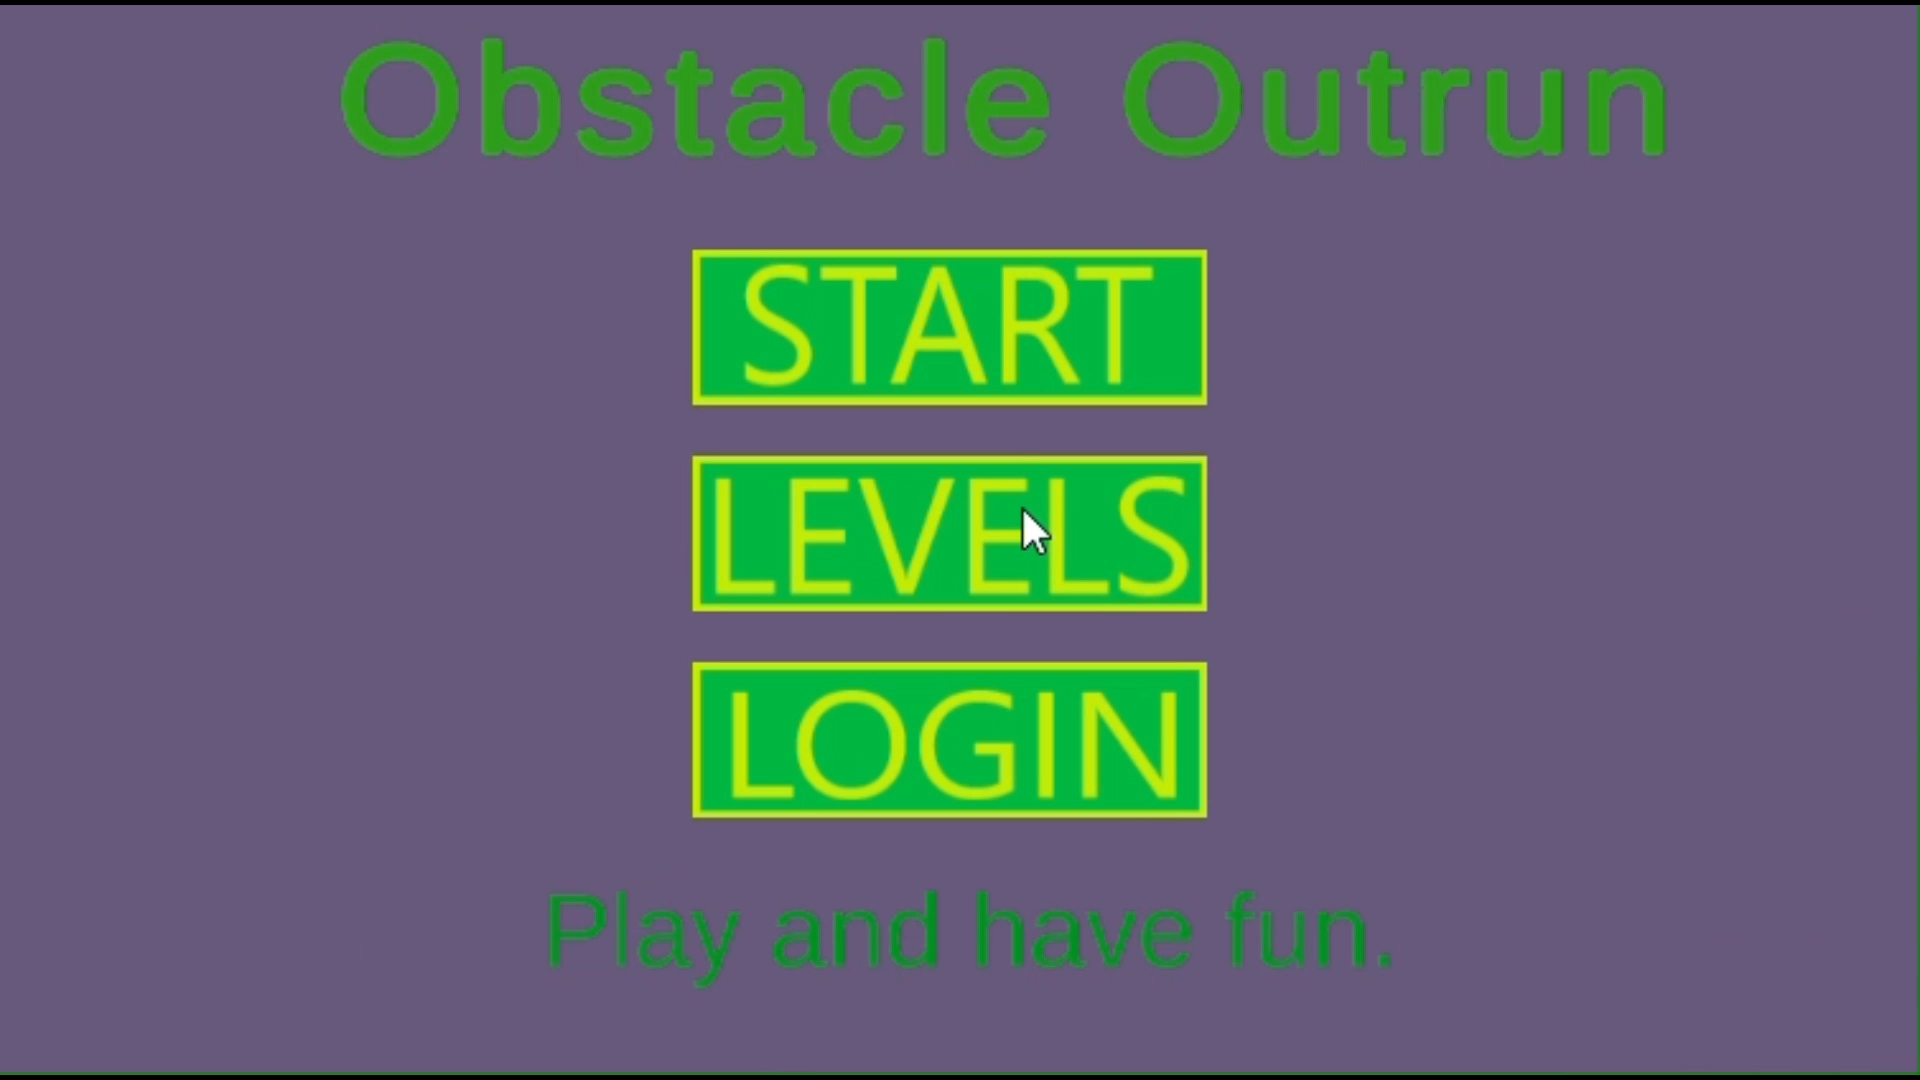 Obstacle Outrun
START
LEVELS
LOGIN
Play and have fun.